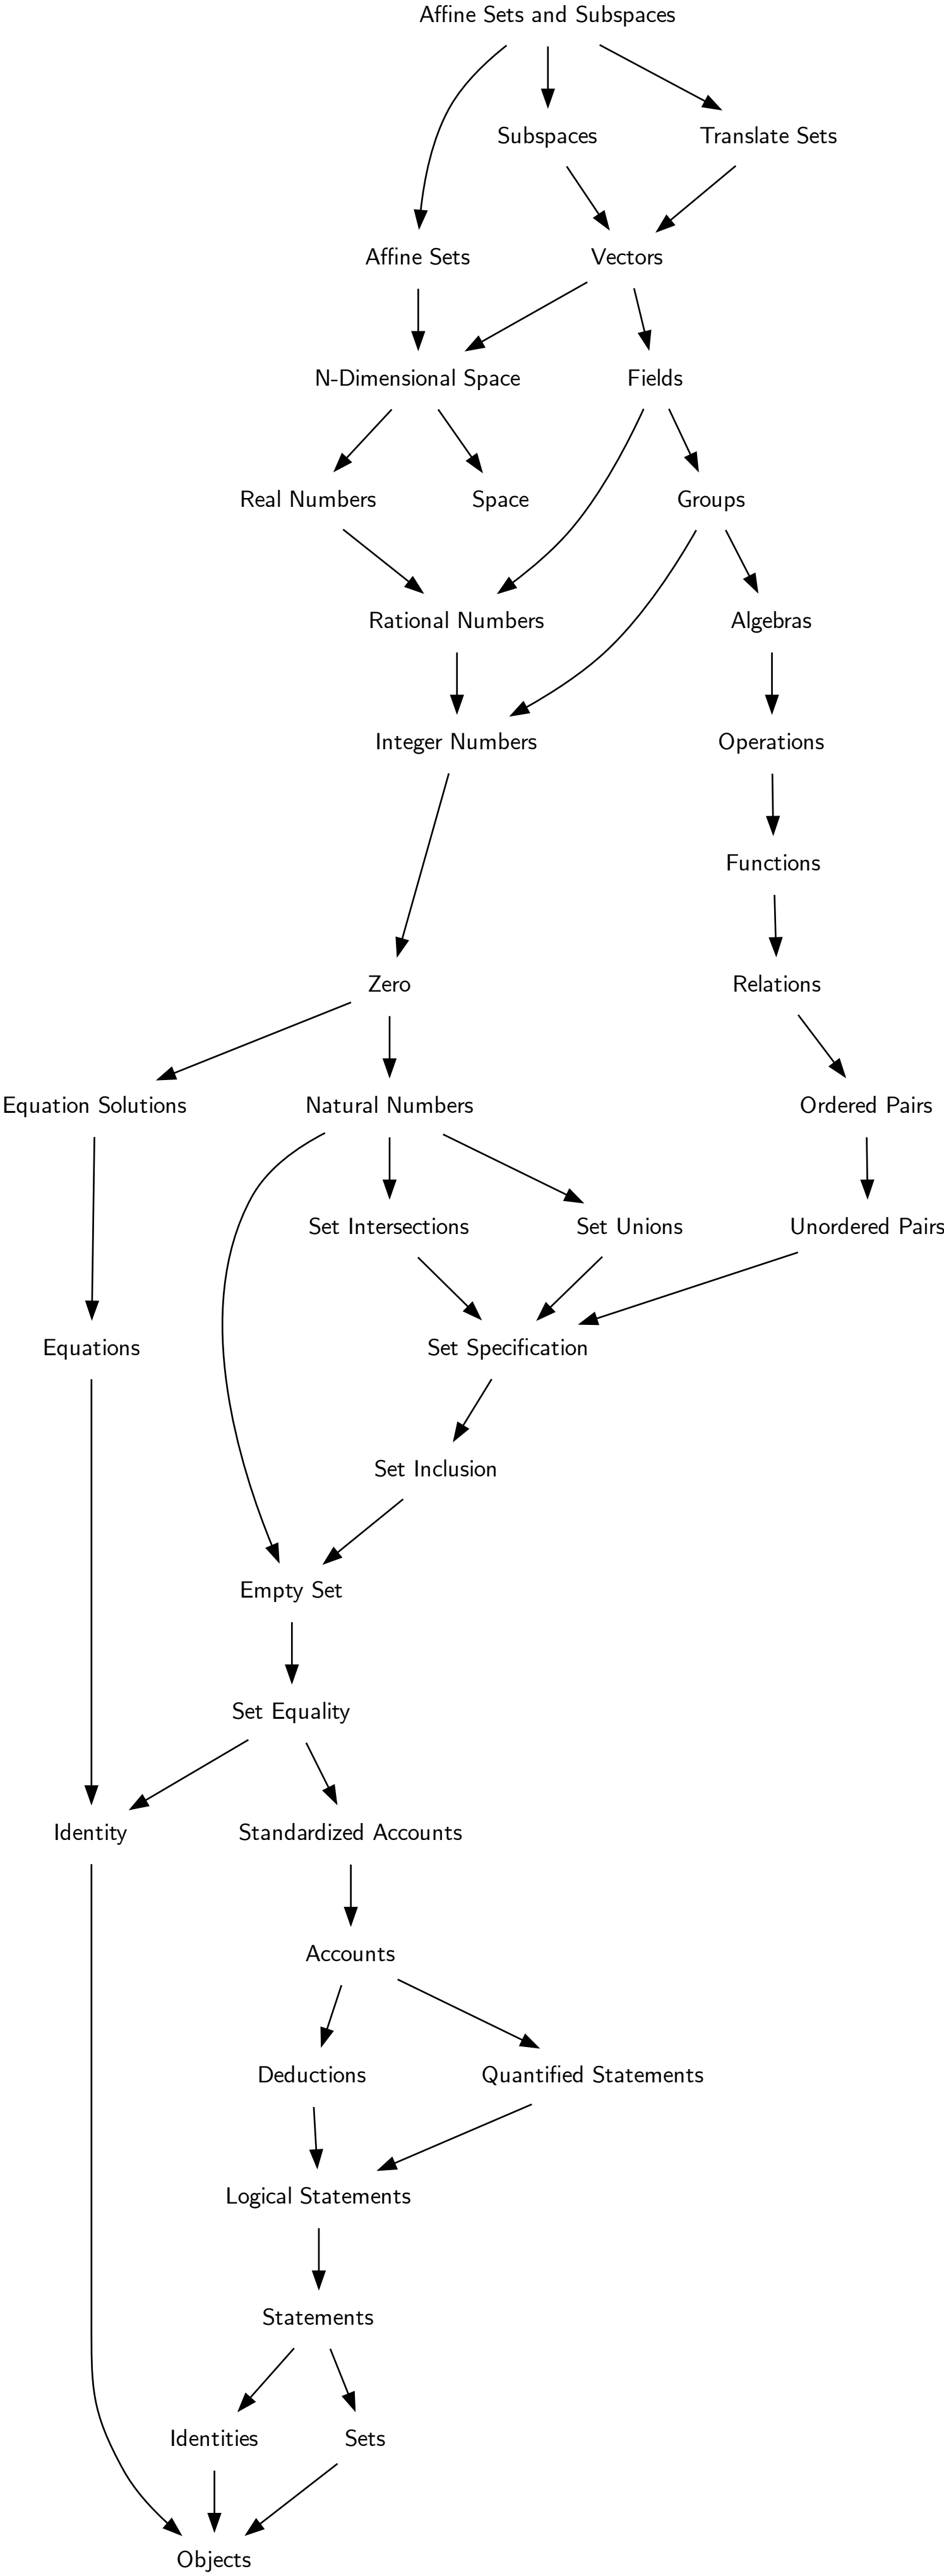 Affine Sets and Subspaces
Subspaces
Translate Sets
Affine Sets
Vectors
N-Dimensional Space
Fields
Real Numbers
Space
Groups
Rational Numbers
Algebras
Integer Numbers
Operations
Functions
Zero
Relations
Equation Solutions
Natural Numbers
Ordered Pairs
Set Intersections
Set Unions
Unordered Pairs
Equations
Set Specification
Set Inclusion
Empty Set
Set Equality
Identity
Standardized Accounts
Accounts
Deductions
Quantified Statements
Logical Statements
Statements
Identities
Sets
Objects